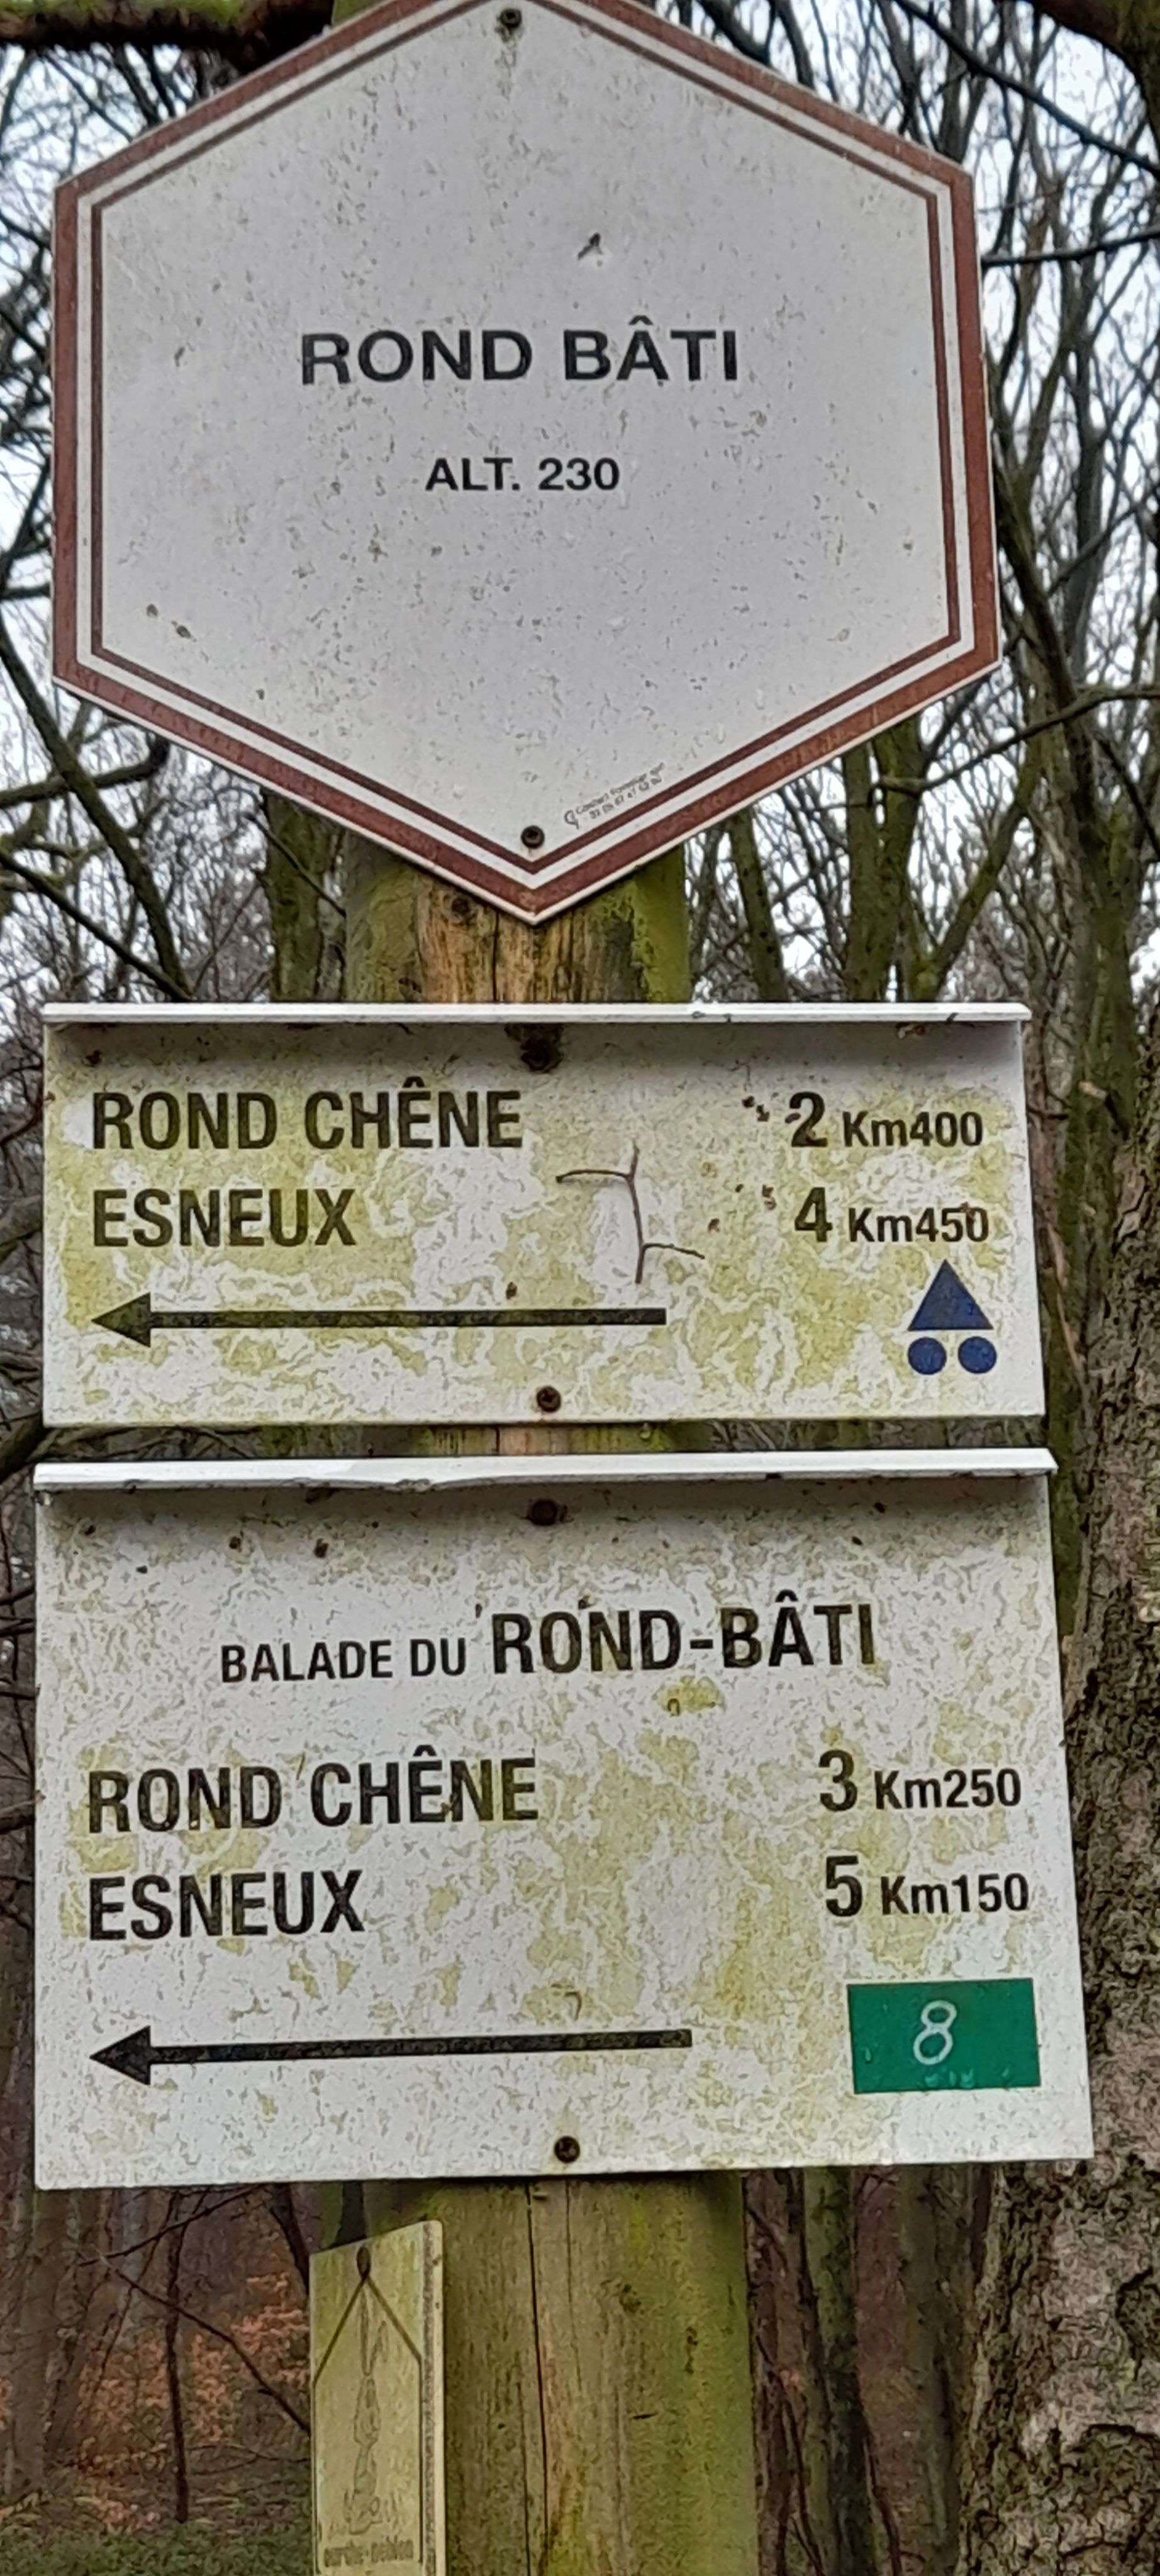 ROND BÂTI
ALT. 230
ROND CHÊNE 2 Km400
ESNEUX 4 Km450
BALADE DU ROND-BÂTI
ROND CHÊNE 3 Km250
ESNEUX 5 Km150
8